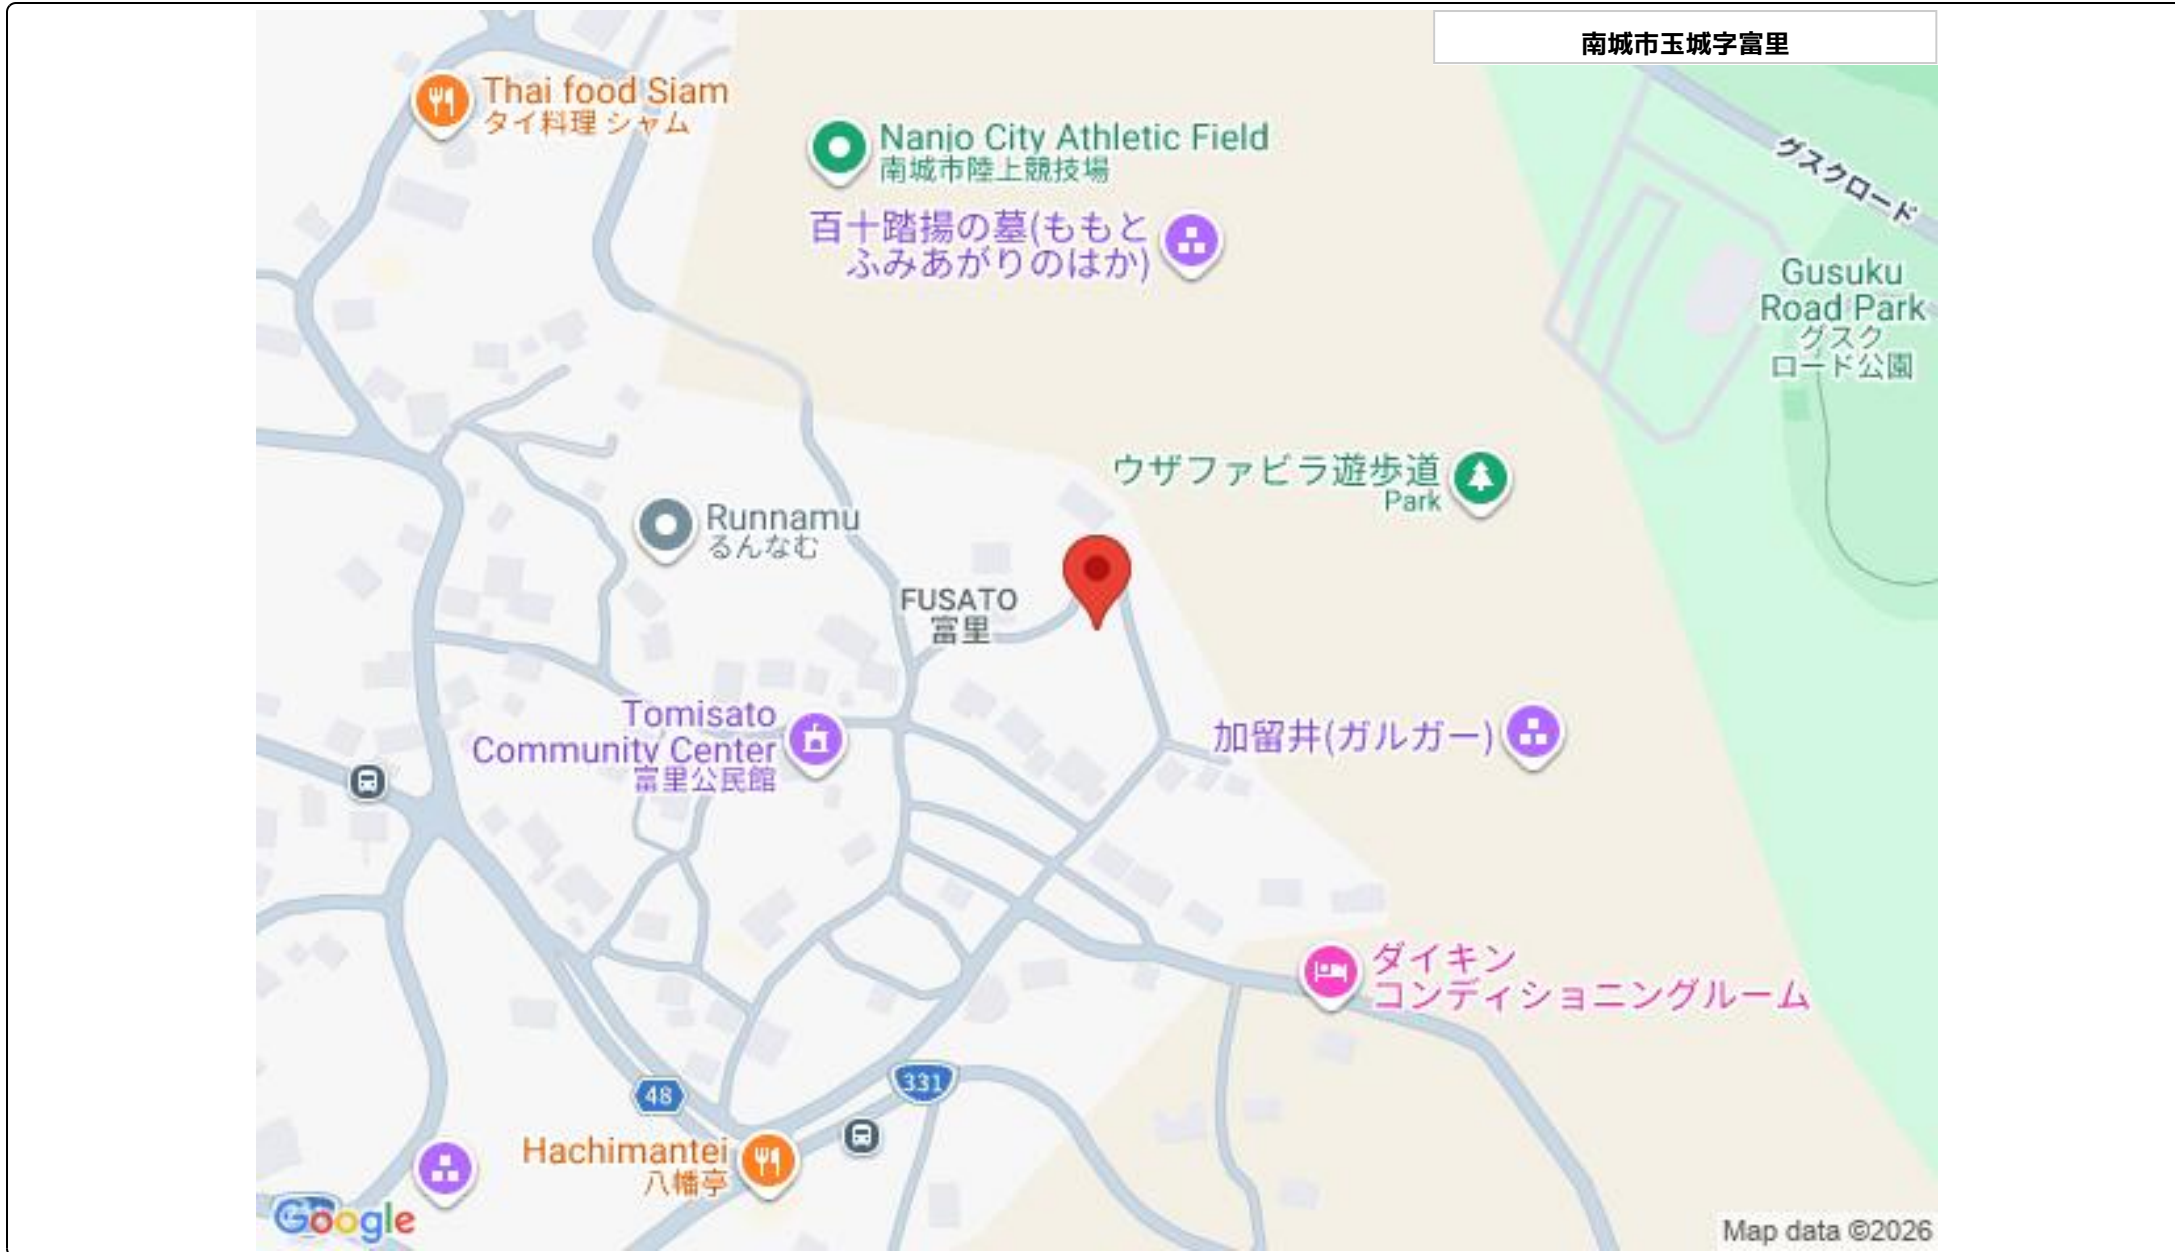 南城市玉城字富里
Thai food Siam
タイ料理 シャム
Nanjo City Athletic Field
南城市陸上競技場
百十踏揚の墓(ももと
ふみあがりのはか)
グスクロード
Gusuku
Road Park
グスク
ロード公園
ウザファビラ遊歩道
Park
Runnamu
るんなむ
FUSATO
富里
Tomisato
Community Center
富里公民館
加留井(ガルガー)
ダイキン
コンディショニングルーム
331
48
Hachimantei
八幡亭
Google
Map data ©2026